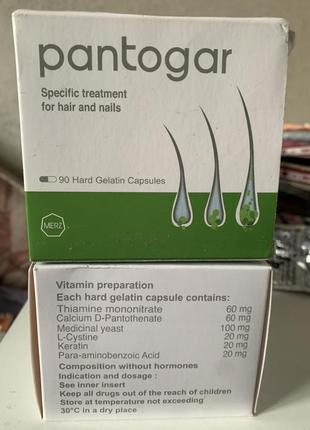 pantogar
Specific treatment
for hair and nails
90 Hard Gelatin Capsules
MERZ
Vitamin preparation
Each hard gelatin capsule contains:
Thiamine mononitrate 60 mg
Calcium D-Pantothenate 60 mg
Medicinal yeast 100 mg
L-Cystine 20 mg
Keratin 20 mg
Para-aminobenzoic Acid 20 mg
Composition without hormones
Indication and dosage :
See inner insert
Keep all drugs out of the reach of children
Store at temperature not exceeding
30°C in a dry place